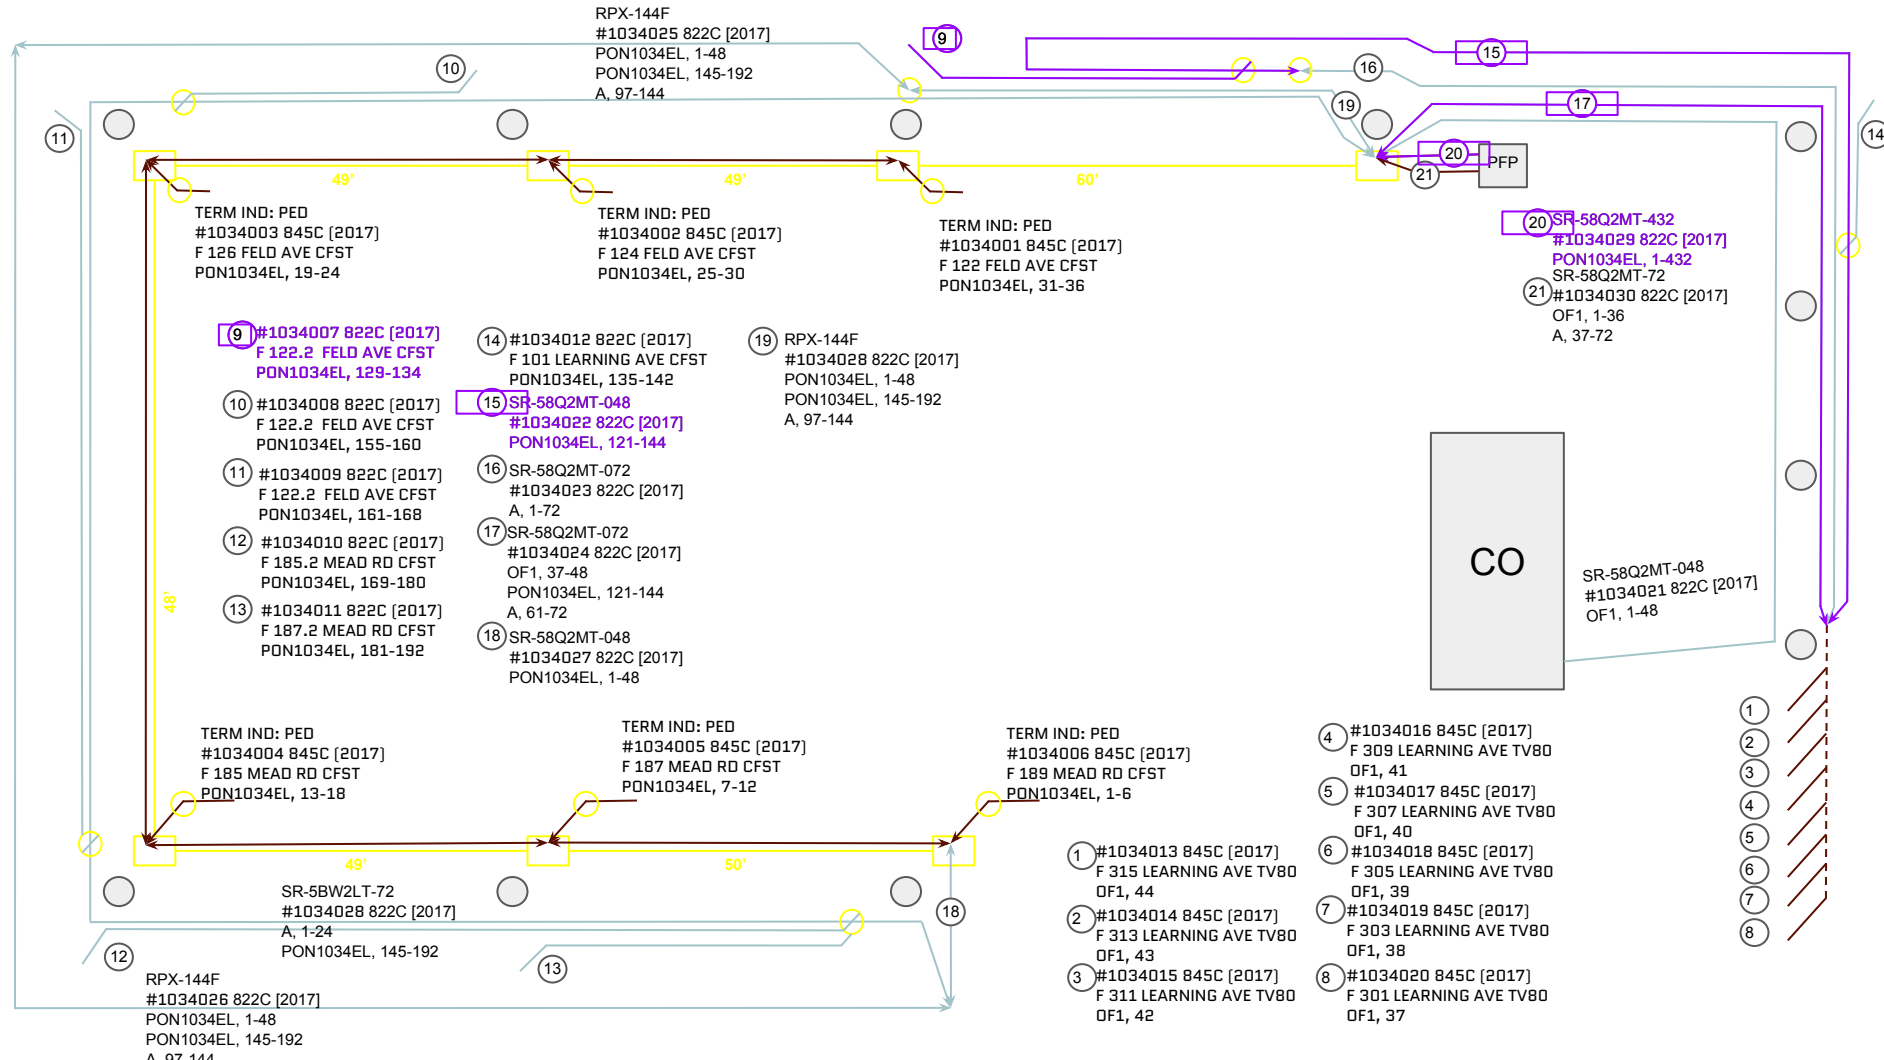 RPX-144F
#1034025 822C [2017]
PON1034EL, 1-48
PON1034EL, 145-192
A, 97-144
9
15
10
16
17
19
11
14
20
PFP
21
49'
49'
60'
TERM IND: PED
#1034003 845C [2017]
F 126 FELD AVE CFST
PON1034EL, 19-24
TERM IND: PED
#1034002 845C [2017]
F 124 FELD AVE CFST
PON1034EL, 25-30
TERM IND: PED
#1034001 845C [2017]
F 122 FELD AVE CFST
PON1034EL, 31-36
20
SR-58Q2MT-432
#1034029 822C [2017]
PON1034EL, 1-432
21
SR-58Q2MT-72
#1034030 822C [2017]
OF1, 1-36
A, 37-72
9
#1034007 822C [2017]
F 122.2 FELD AVE CFST
PON1034EL, 129-134
10
#1034008 822C [2017]
F 122.2 FELD AVE CFST
PON1034EL, 155-160
11
#1034009 822C [2017]
F 122.2 FELD AVE CFST
PON1034EL, 161-168
12
#1034010 822C [2017]
F 185.2 MEAD RD CFST
PON1034EL, 169-180
13
#1034011 822C [2017]
F 187.2 MEAD RD CFST
PON1034EL, 181-192
14
#1034012 822C [2017]
F 101 LEARNING AVE CFST
PON1034EL, 135-142
15
SR-58Q2MT-048
#1034022 822C [2017]
PON1034EL, 121-144
16
SR-58Q2MT-072
#1034023 822C [2017]
A, 1-72
17
SR-58Q2MT-072
#1034024 822C [2017]
OF1, 37-48
PON1034EL, 121-144
A, 61-72
18
SR-58Q2MT-048
#1034027 822C [2017]
PON1034EL, 1-48
19
RPX-144F
#1034028 822C [2017]
PON1034EL, 1-48
PON1034EL, 145-192
A, 97-144
48'
CO
SR-58Q2MT-048
#1034021 822C [2017]
OF1, 1-48
TERM IND: PED
#1034004 845C [2017]
F 185 MEAD RD CFST
PON1034EL, 13-18
TERM IND: PED
#1034005 845C [2017]
F 187 MEAD RD CFST
PON1034EL, 7-12
TERM IND: PED
#1034006 845C [2017]
F 189 MEAD RD CFST
PON1034EL, 1-6
49'
50'
1
#1034013 845C [2017]
F 315 LEARNING AVE TV80
OF1, 44
2
#1034014 845C [2017]
F 313 LEARNING AVE TV80
OF1, 43
3
#1034015 845C [2017]
F 311 LEARNING AVE TV80
OF1, 42
4
#1034016 845C [2017]
F 309 LEARNING AVE TV80
OF1, 41
5
#1034017 845C [2017]
F 307 LEARNING AVE TV80
OF1, 40
6
#1034018 845C [2017]
F 305 LEARNING AVE TV80
OF1, 39
7
#1034019 845C [2017]
F 303 LEARNING AVE TV80
OF1, 38
8
#1034020 845C [2017]
F 301 LEARNING AVE TV80
OF1, 37
1
2
3
4
5
6
7
8
SR-5BW2LT-72
#1034028 822C [2017]
A, 1-24
PON1034EL, 145-192
18
12
13
RPX-144F
#1034026 822C [2017]
PON1034EL, 1-48
PON1034EL, 145-192
A, 97-144